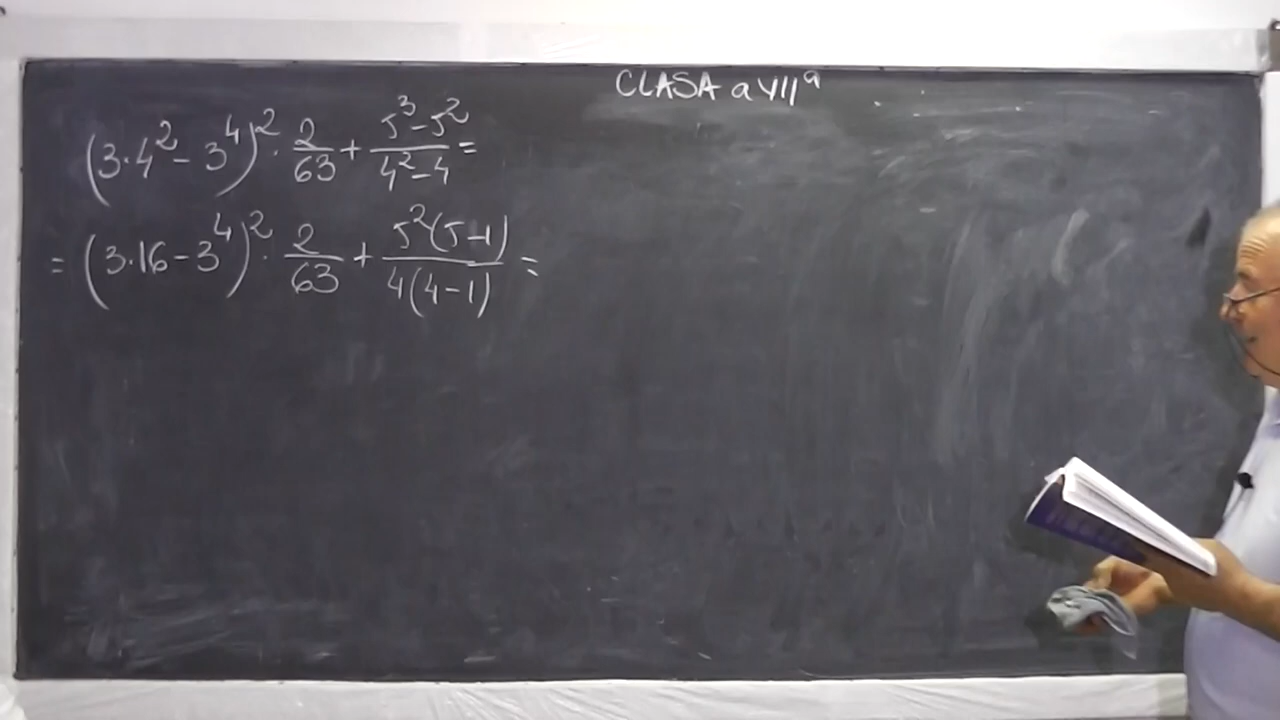 CLASA a VII a
(3·4² - 3⁴)² · 2/63 + (5³-5²)/(4²-4) =
= (3·16 - 3⁴)² · 2/63 + 5²(5-1)/4(4-1) =